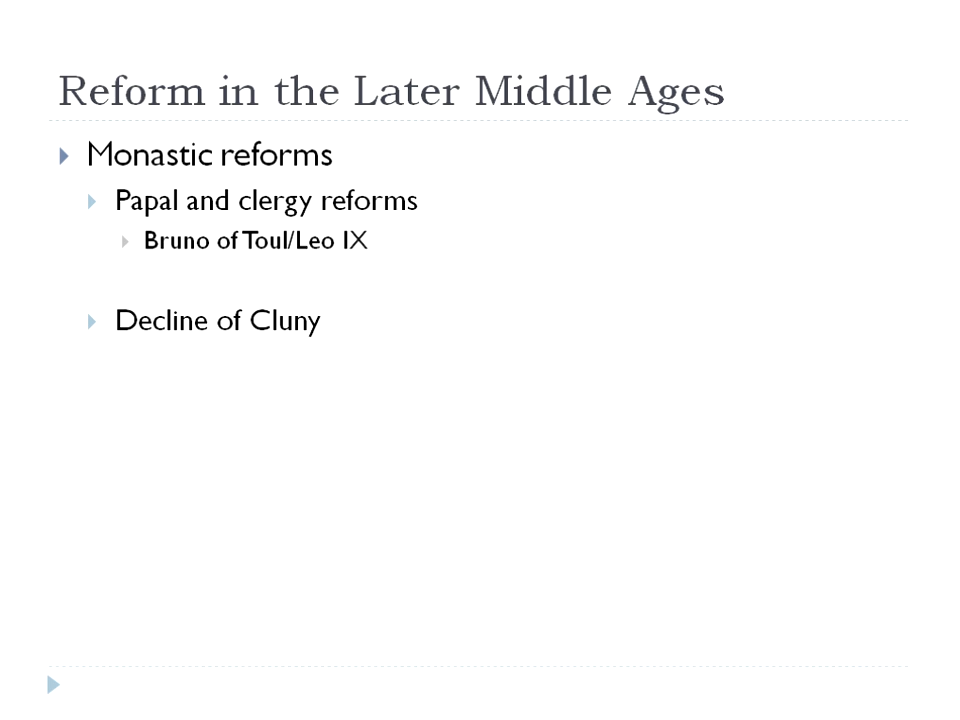 Reform in the Later Middle Ages
Monastic reforms
Papal and clergy reforms
Bruno of Toul/Leo IX
Decline of Cluny